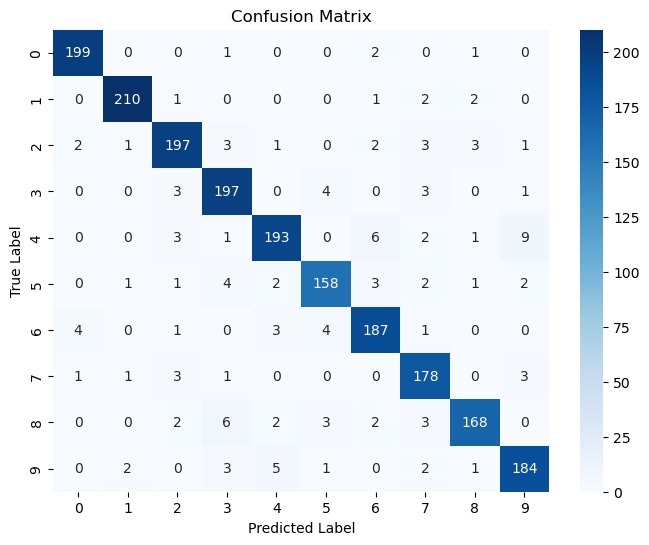 Confusion Matrix
0 199 0 0 1 0 0 2 0 1 0
1 0 210 1 0 0 0 1 2 2 0
2 2 1 197 3 1 0 2 3 3 1
3 0 0 3 197 0 4 0 3 0 1
4 0 0 3 1 193 0 6 2 1 9
5 0 1 1 4 2 158 3 2 1 2
6 4 0 1 0 3 4 187 1 0 0
7 1 1 3 1 0 0 0 178 0 3
8 0 0 2 6 2 3 2 3 168 0
9 0 2 0 3 5 1 0 2 1 184
0 1 2 3 4 5 6 7 8 9
Predicted Label
True Label
200
175
150
125
100
75
50
25
0